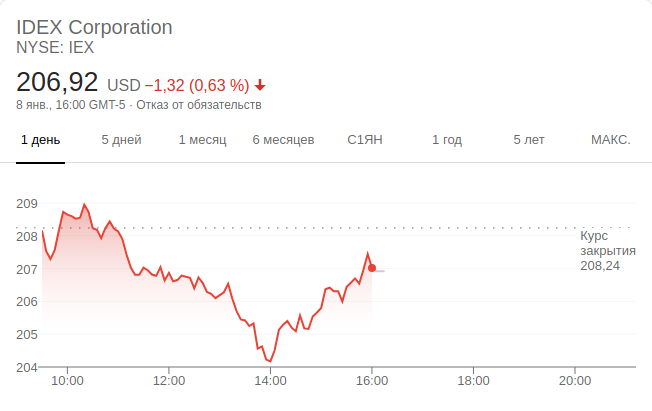 IDEX Corporation
NYSE: IEX
206,92 USD −1,32 (0,63 %)
8 янв., 16:00 GMT-5 · Отказ от обязательств
1 день 5 дней 1 месяц 6 месяцев С1ЯН 1 год 5 лет МАКС.
209
208
207
206
205
204
Курс
закрытия
208,24
10:00 12:00 14:00 16:00 18:00 20:00